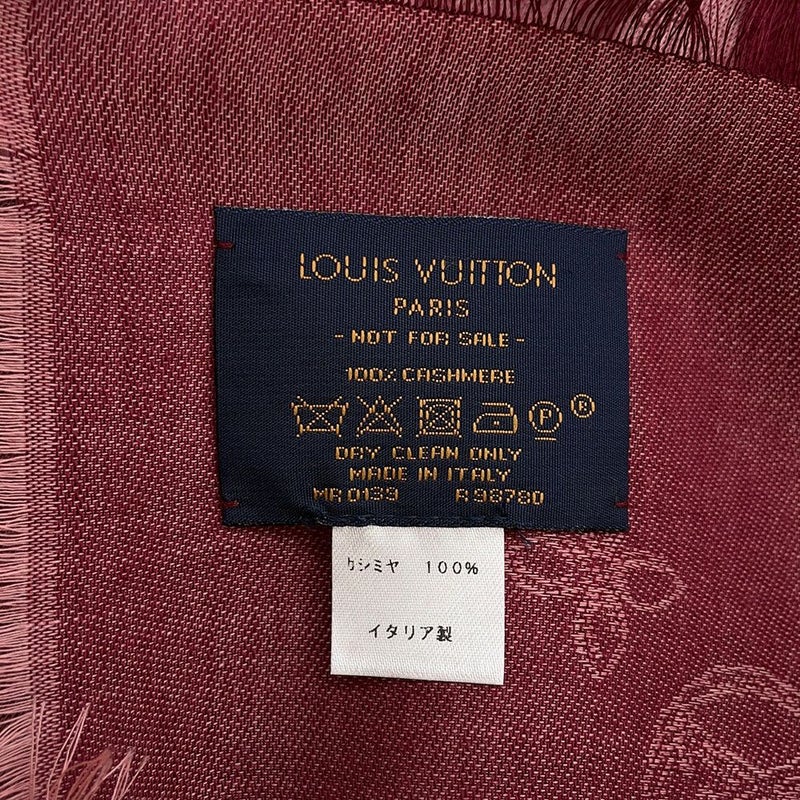 LOUIS VUITTON
PARIS
- NOT FOR SALE -
100% CASHMERE
P ®
DRY CLEAN ONLY
MADE IN ITALY
MR 0139 R 98780
カシミヤ 100%
イタリア製